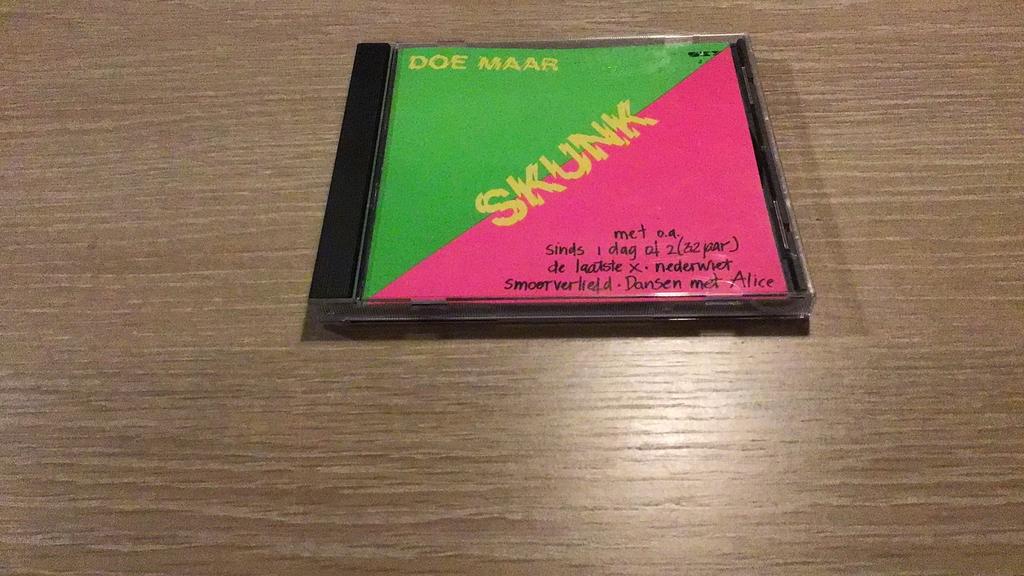 DOE MAAR
SKUNK
met o.a.
sinds 1 dag of 2 (32 jaar)
de laatste x · nederwiet
smoorverliefd · Dansen met Alice